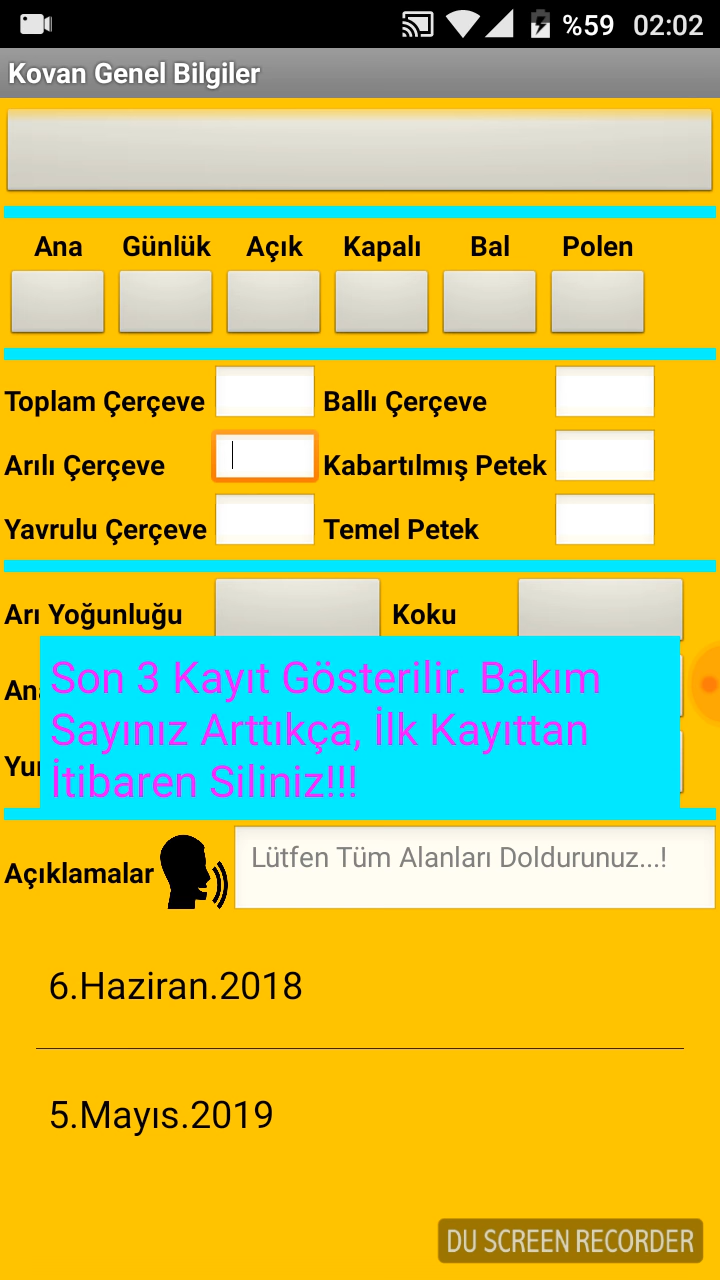 %59 02:02
Kovan Genel Bilgiler
Ana Günlük Açık Kapalı Bal Polen
Toplam Çerçeve Ballı Çerçeve
Arılı Çerçeve Kabartılmış Petek
Yavrulu Çerçeve Temel Petek
Arı Yoğunluğu Koku
Son 3 Kayıt Gösterilir. Bakım
Sayınız Arttıkça, İlk Kayıttan
İtibaren Siliniz!!!
Açıklamalar Lütfen Tüm Alanları Doldurunuz...!
6.Haziran.2018
5.Mayıs.2019
DU SCREEN RECORDER